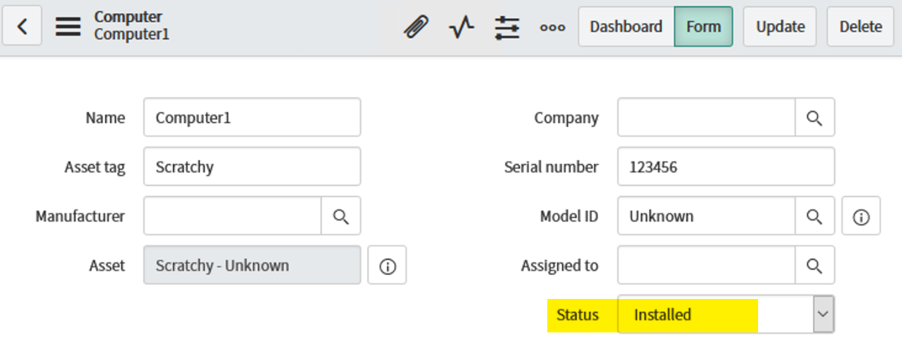 Computer
Computer1
Dashboard Form Update Delete
Name Computer1
Company
Asset tag Scratchy
Serial number 123456
Manufacturer
Model ID Unknown
Asset Scratchy - Unknown
Assigned to
Status Installed